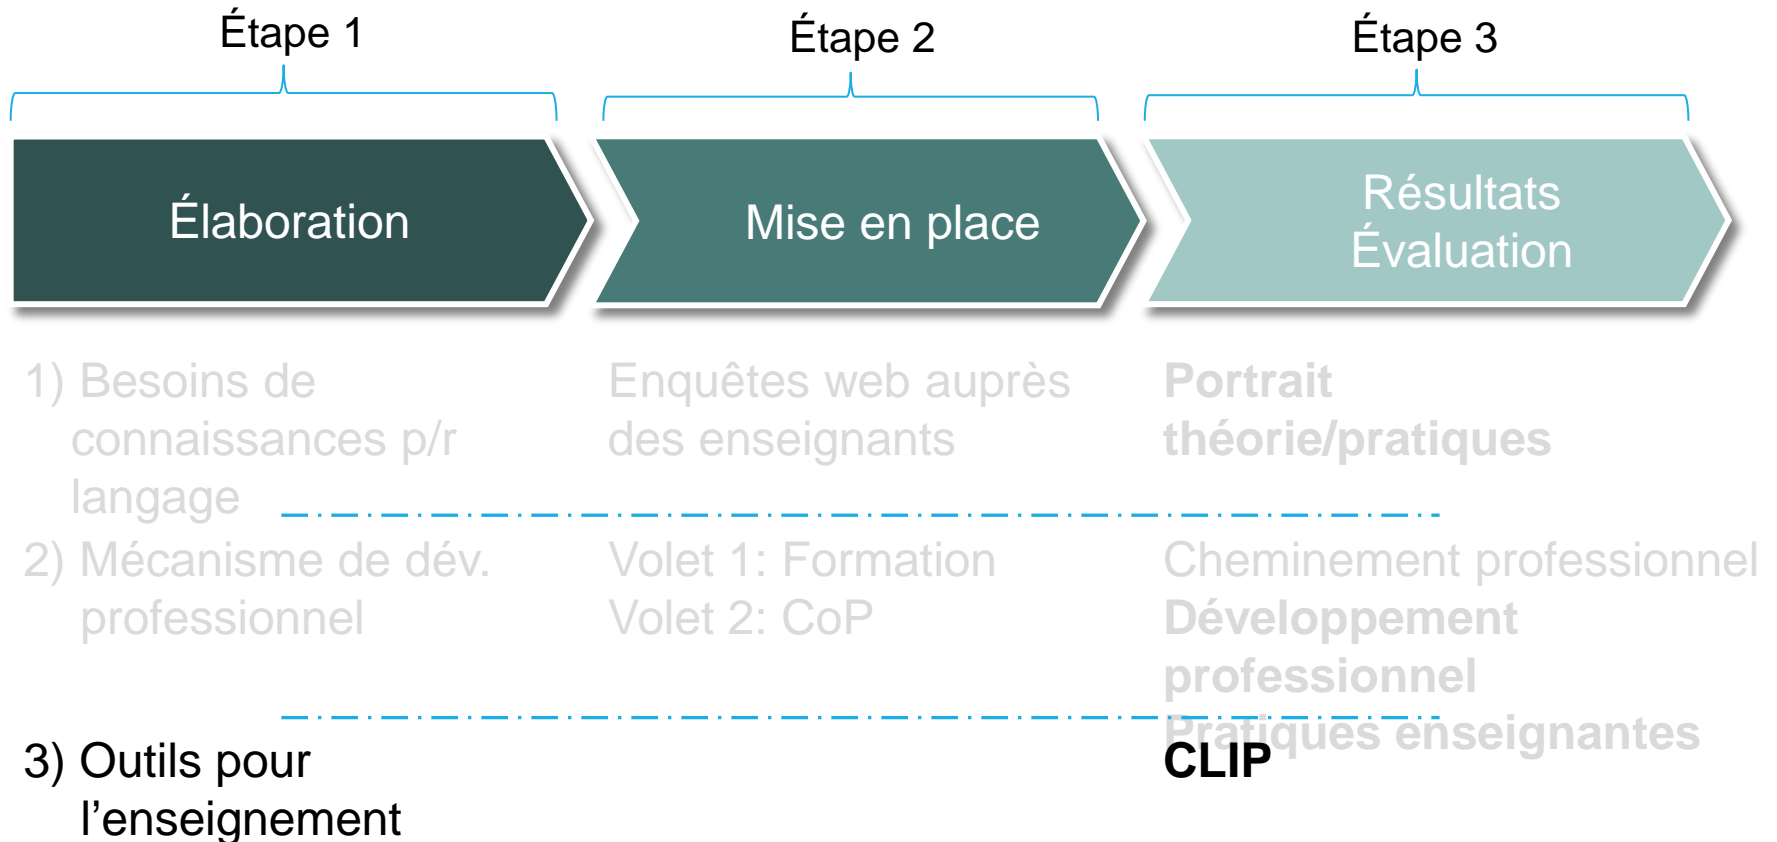 Étape 1
Étape 2
Étape 3
Élaboration
Mise en place
Résultats
Évaluation
1) Besoins de
connaissances p/r
langage
Enquêtes web auprès
des enseignants
Portrait
théorie/pratiques
2) Mécanisme de dév.
professionnel
Volet 1: Formation
Volet 2: CoP
Cheminement professionnel
Développement
professionnel
Pratiques enseignantes
3) Outils pour
l’enseignement
CLIP